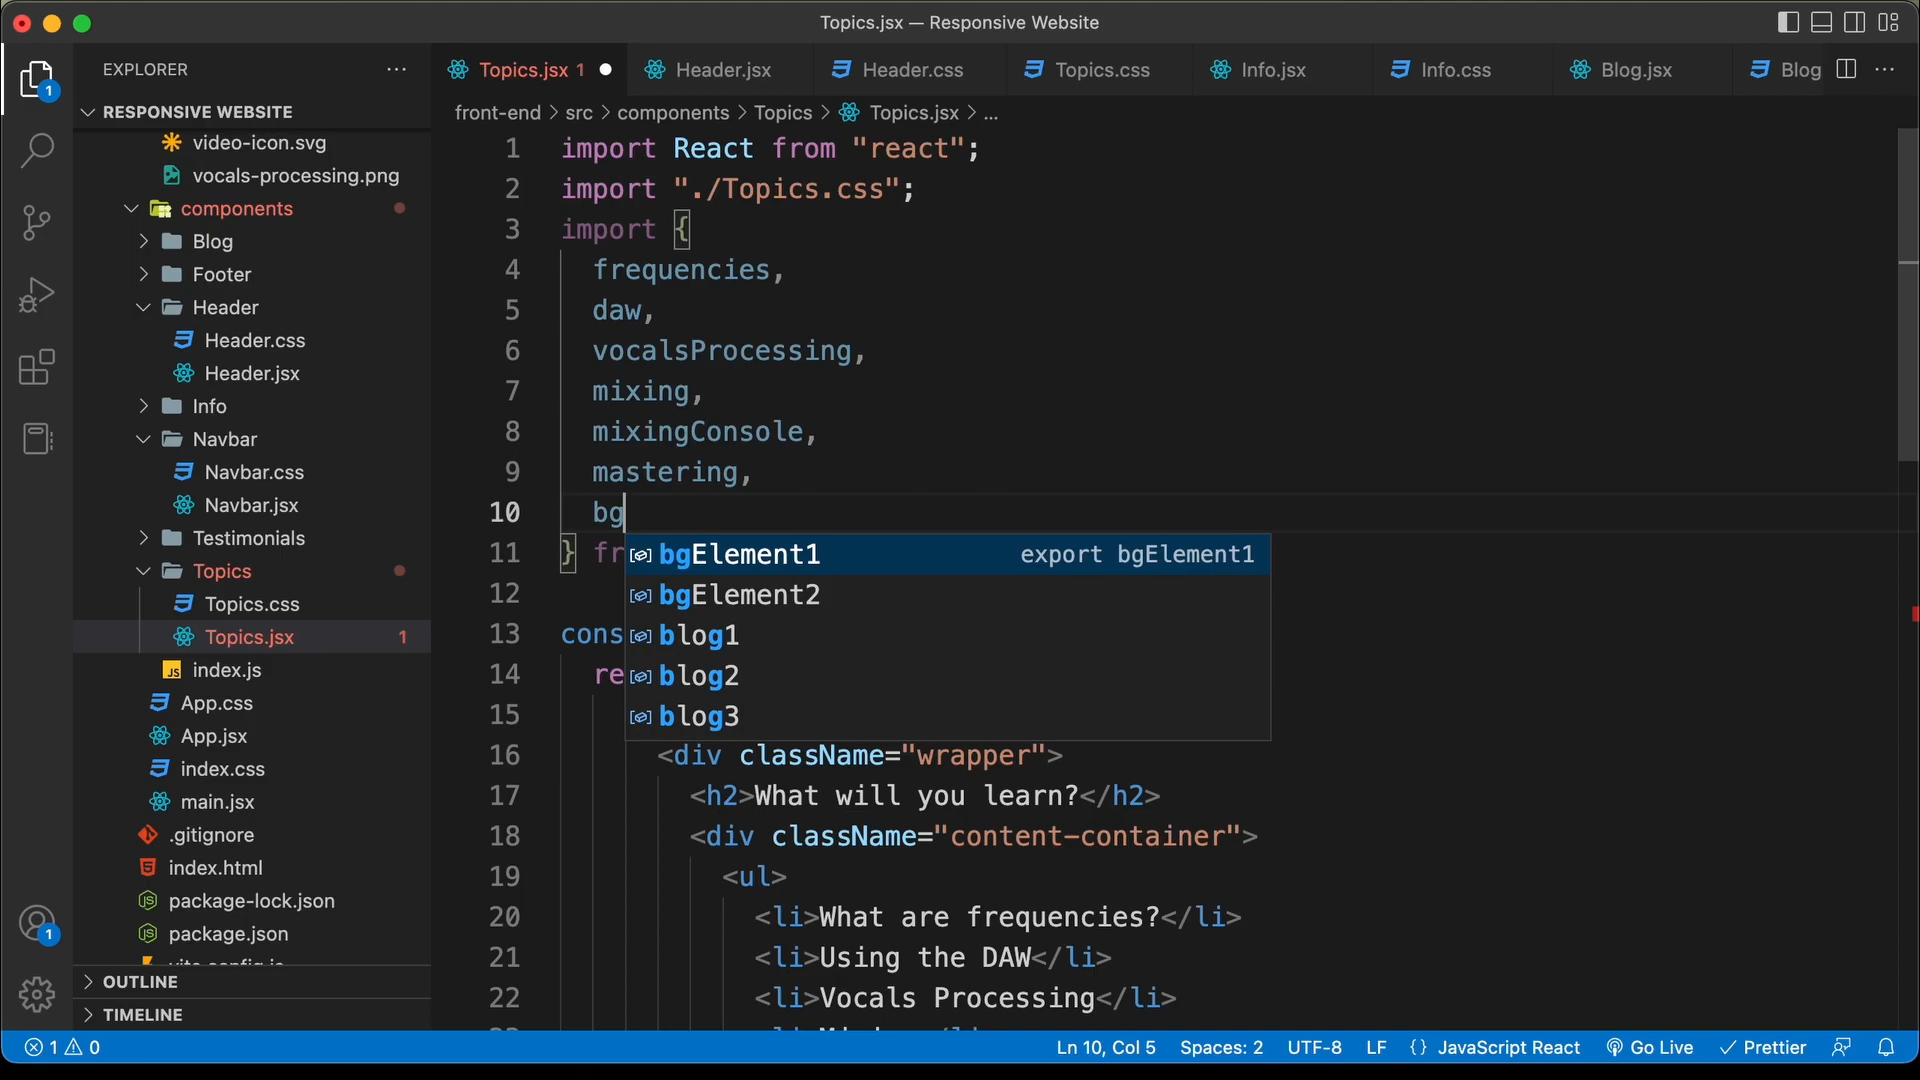 Topics.jsx — Responsive Website
EXPLORER
RESPONSIVE WEBSITE
video-icon.svg
vocals-processing.png
components
Blog
Footer
Header
Header.css
Header.jsx
Info
Navbar
Navbar.css
Navbar.jsx
Testimonials
Topics
Topics.css
Topics.jsx 1
index.js
App.css
App.jsx
index.css
main.jsx
.gitignore
index.html
package-lock.json
package.json
OUTLINE
TIMELINE
1
1
Topics.jsx 1
Header.jsx
Header.css
Topics.css
Info.jsx
Info.css
Blog.jsx
Blog
front-end > src > components > Topics > Topics.jsx > ...
1 import React from "react";
2 import "./Topics.css";
3 import {
4 frequencies,
5 daw,
6 vocalsProcessing,
7 mixing,
8 mixingConsole,
9 mastering,
10 bg
11 } fr
bgElement1 export bgElement1
bgElement2
blog1
blog2
blog3
12
13 cons
14 re
15
16 <div className="wrapper">
17 <h2>What will you learn?</h2>
18 <div className="content-container">
19 <ul>
20 <li>What are frequencies?</li>
21 <li>Using the DAW</li>
22 <li>Vocals Processing</li>
1 0
Ln 10, Col 5
Spaces: 2
UTF-8
LF
{} JavaScript React
Go Live
Prettier